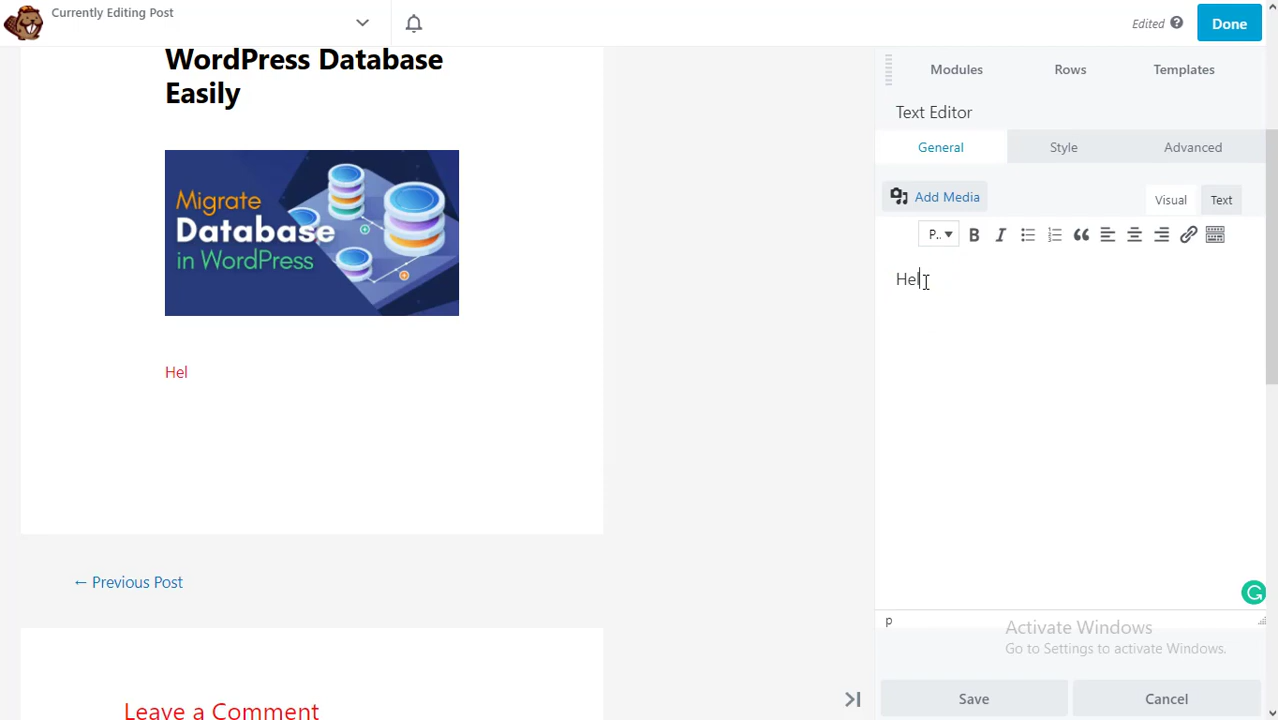 Currently Editing Post
Edited
Done
WordPress Database
Easily
Migrate
Database
in WordPress
Hel
← Previous Post
Leave a Comment
Modules Rows Templates
Text Editor
General Style Advanced
Add Media Visual Text
P..
Hel
p
Activate Windows
Go to Settings to activate Windows.
Save Cancel